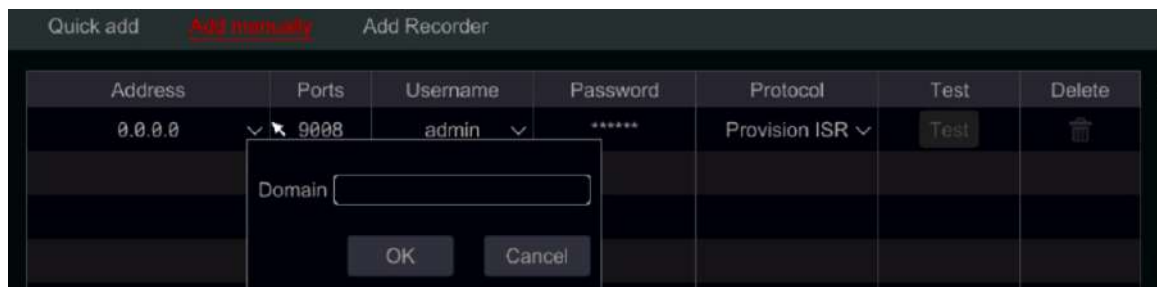 Quick add Add manually Add Recorder
Address Ports Username Password Protocol Test Delete
0.0.0.0 9008 admin ****** Provision ISR Test
Domain
OK Cancel